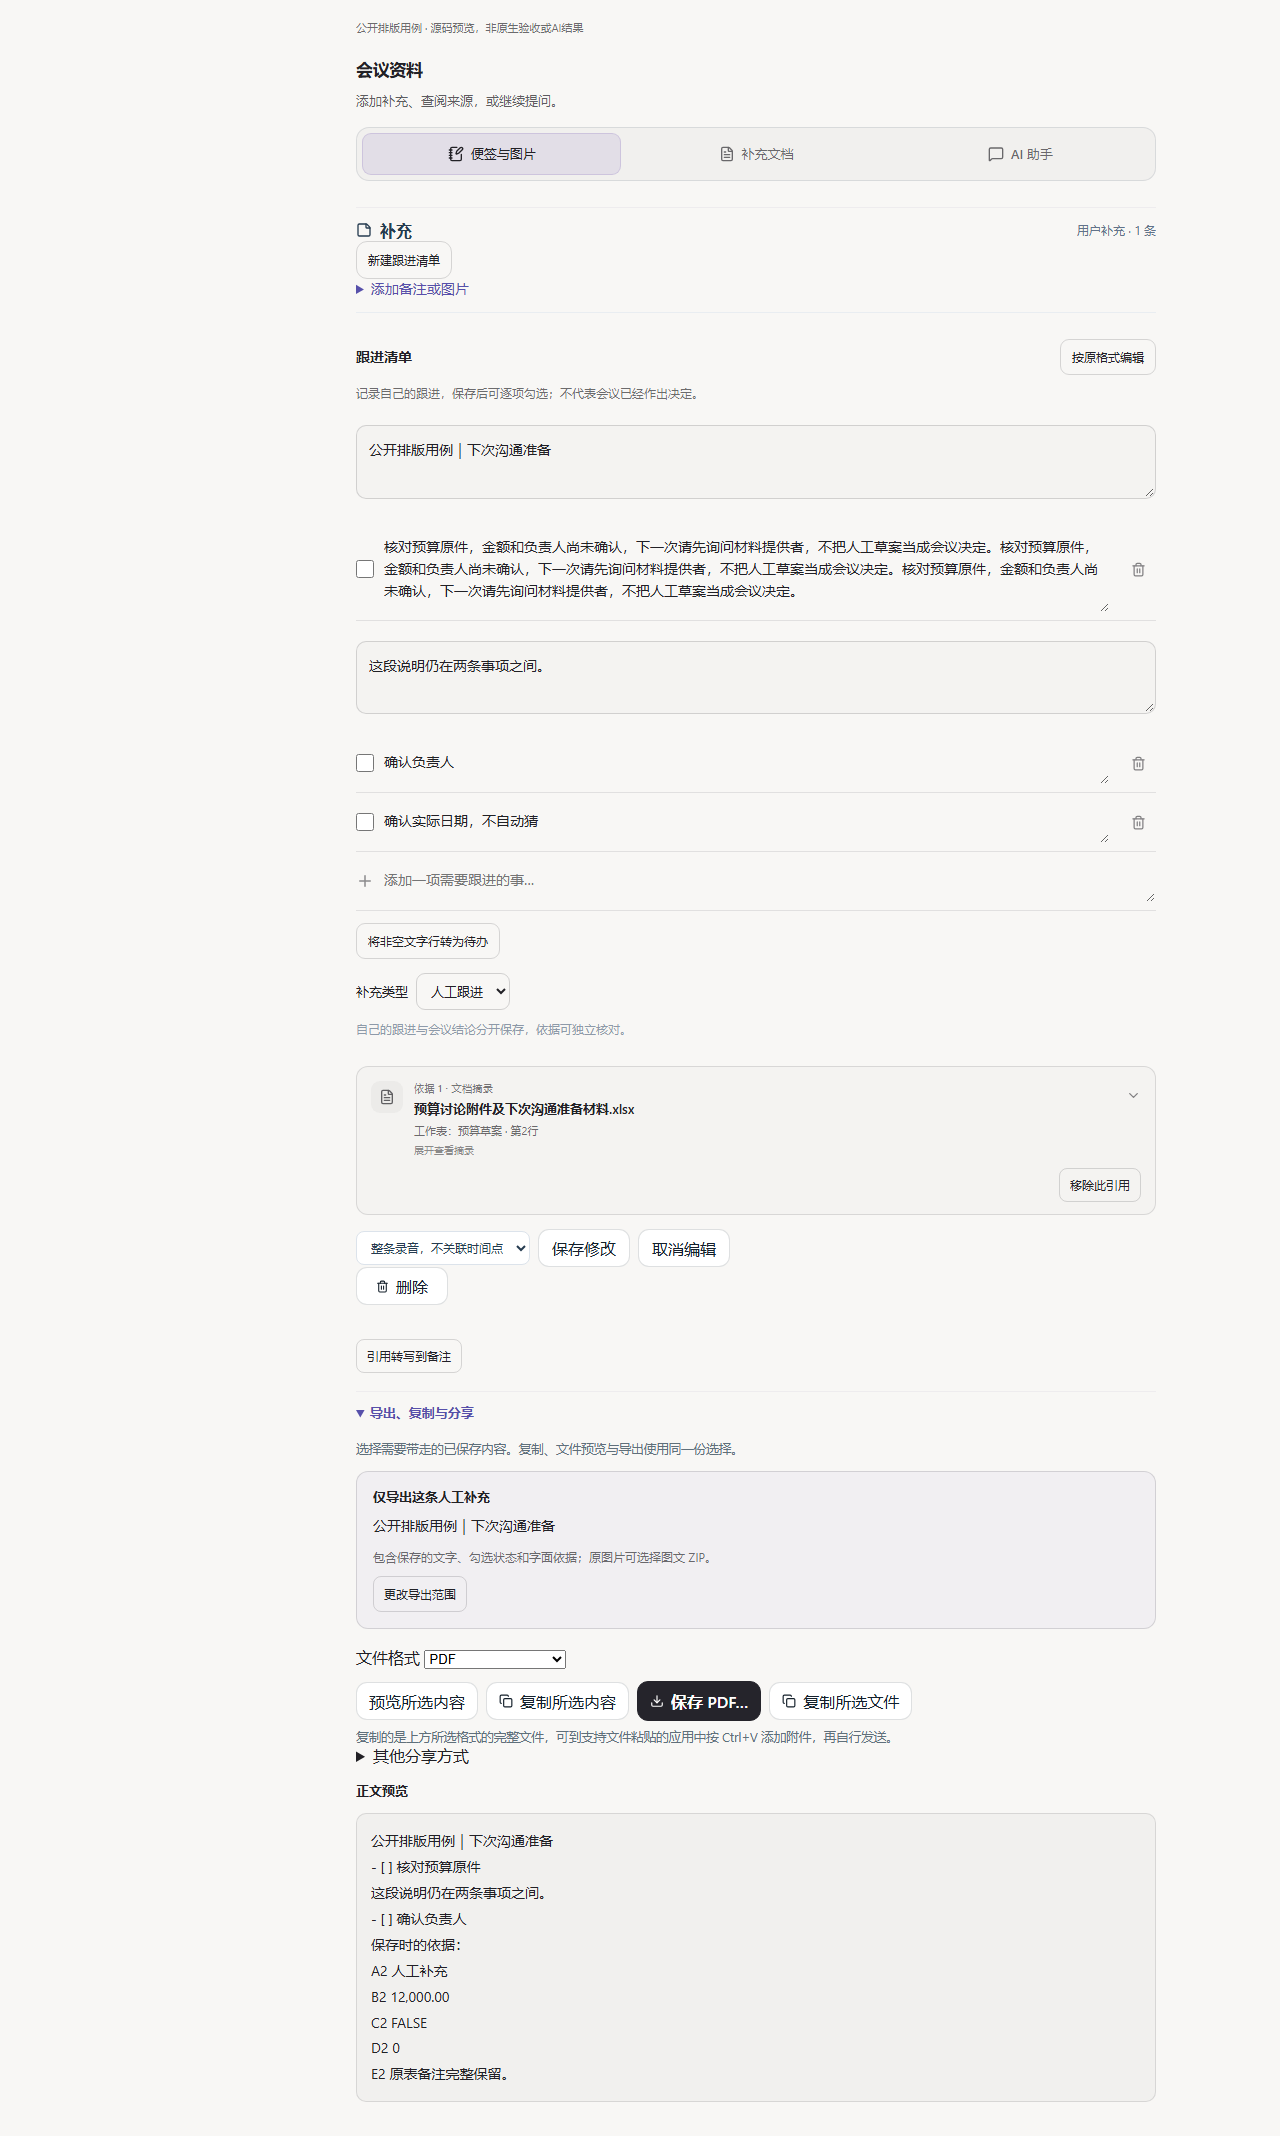 公开排版用例 · 源码预览，非原生验收或AI结果
会议资料
添加补充、查阅来源，或继续提问。
便签与图片
补充文档
AI 助手
补充
用户补充 · 1 条
新建跟进清单
添加备注或图片
跟进清单
按原格式编辑
记录自己的跟进，保存后可逐项勾选；不代表会议已经作出决定。
公开排版用例 | 下次沟通准备
核对预算原件，金额和负责人尚未确认，下一次请先询问材料提供者，不把人工草案当成会议决定。核对预算原件，
金额和负责人尚未确认，下一次请先询问材料提供者，不把人工草案当成会议决定。核对预算原件，金额和负责人尚
未确认，下一次请先询问材料提供者，不把人工草案当成会议决定。
这段说明仍在两条事项之间。
确认负责人
确认实际日期，不自动猜
添加一项需要跟进的事...
将非空文字行转为待办
补充类型
人工跟进
自己的跟进与会议结论分开保存，依据可独立核对。
依据 1 · 文档摘录
预算讨论附件及下次沟通准备材料.xlsx
工作表：预算草案 · 第2行
展开查看摘录
移除此引用
整条录音，不关联时间点
保存修改
取消编辑
删除
引用转写到备注
导出、复制与分享
选择需要带走的已保存内容。复制、文件预览与导出使用同一份选择。
仅导出这条人工补充
公开排版用例 | 下次沟通准备
包含保存的文字、勾选状态和字面依据；原图片可选择图文 ZIP。
更改导出范围
文件格式
PDF
预览所选内容
复制所选内容
保存 PDF...
复制所选文件
复制的是上方所选格式的完整文件，可到支持文件粘贴的应用中按 Ctrl+V 添加附件，再自行发送。
其他分享方式
正文预览
公开排版用例 | 下次沟通准备
- [ ] 核对预算原件
这段说明仍在两条事项之间。
- [ ] 确认负责人
保存时的依据：
A2 人工补充
B2 12,000.00
C2 FALSE
D2 0
E2 原表备注完整保留。